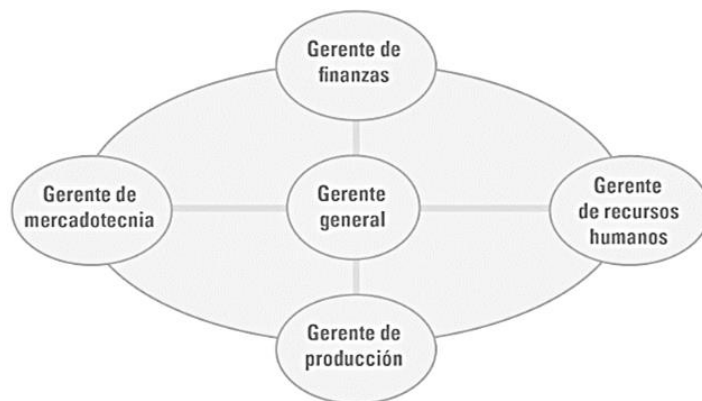 Gerente de
finanzas
Gerente de
mercadotecnia
Gerente
general
Gerente
de recursos
humanos
Gerente de
producción